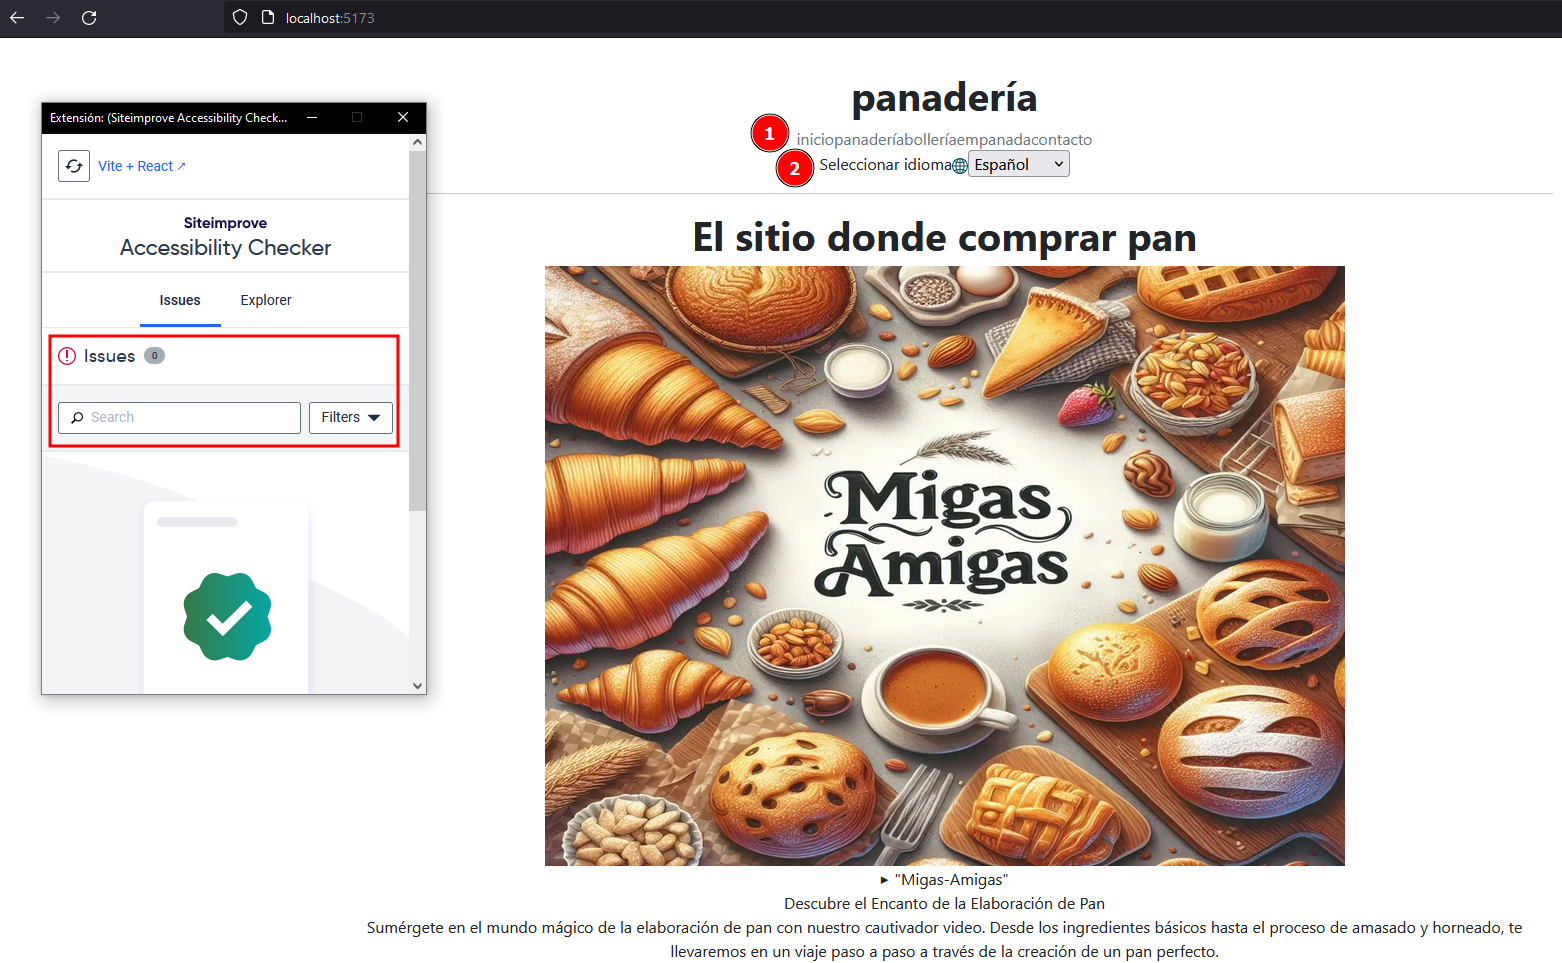 localhost:5173
Extensión: (Siteimprove Accessibility Check...
Vite + React ↗
Siteimprove
Accessibility Checker
Issues Explorer
Issues 0
Search Filters
panadería
1 iniciopanaderíabolleríaempanadacontacto
2 Seleccionar idioma Español
El sitio donde comprar pan
Migas
Amigas
▸ "Migas-Amigas"
Descubre el Encanto de la Elaboración de Pan
Sumérgete en el mundo mágico de la elaboración de pan con nuestro cautivador video. Desde los ingredientes básicos hasta el proceso de amasado y horneado, te
llevaremos en un viaje paso a paso a través de la creación de un pan perfecto.